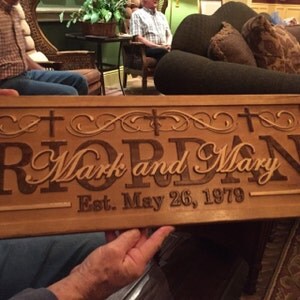 RIORDAN
Mark and Mary
Est. May 26, 1979